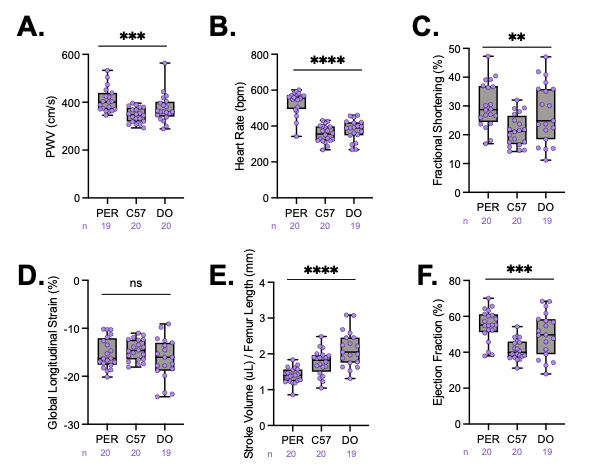 A.
***
PWV (cm/s)
600
400
200
0
PER C57 DO
n 19 20 20
B.
****
Heart Rate (bpm)
800
600
400
200
0
PER C57 DO
n 20 20 19
C.
**
Fractional Shortening (%)
50
40
30
20
10
0
PER C57 DO
n 20 20 19
D.
ns
Global Longitudinal Strain (%)
0
-10
-20
-30
PER C57 DO
n 20 20 19
E.
****
Stroke Volume (uL) / Femur Length (mm)
4
3
2
1
0
PER C57 DO
n 20 20 19
F.
***
Ejection Fraction (%)
80
60
40
20
0
PER C57 DO
n 20 20 19